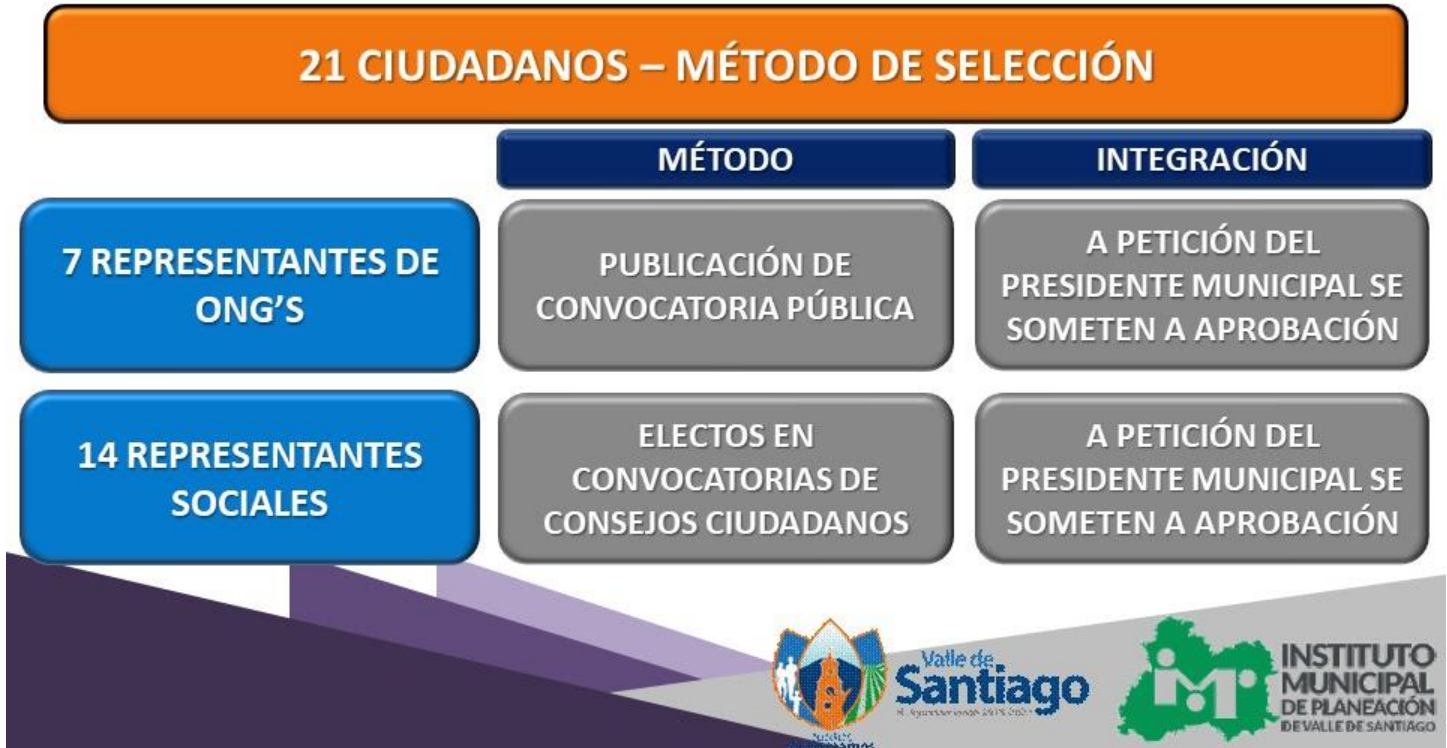 21 CIUDADANOS – MÉTODO DE SELECCIÓN
MÉTODO
INTEGRACIÓN
7 REPRESENTANTES DE
ONG'S
PUBLICACIÓN DE
CONVOCATORIA PÚBLICA
A PETICIÓN DEL
PRESIDENTE MUNICIPAL SE
SOMETEN A APROBACIÓN
14 REPRESENTANTES
SOCIALES
ELECTOS EN
CONVOCATORIAS DE
CONSEJOS CIUDADANOS
A PETICIÓN DEL
PRESIDENTE MUNICIPAL SE
SOMETEN A APROBACIÓN
Valle de
Santiago
INSTITUTO
MUNICIPAL
DE PLANEACIÓN
DE VALLE DE SANTIAGO